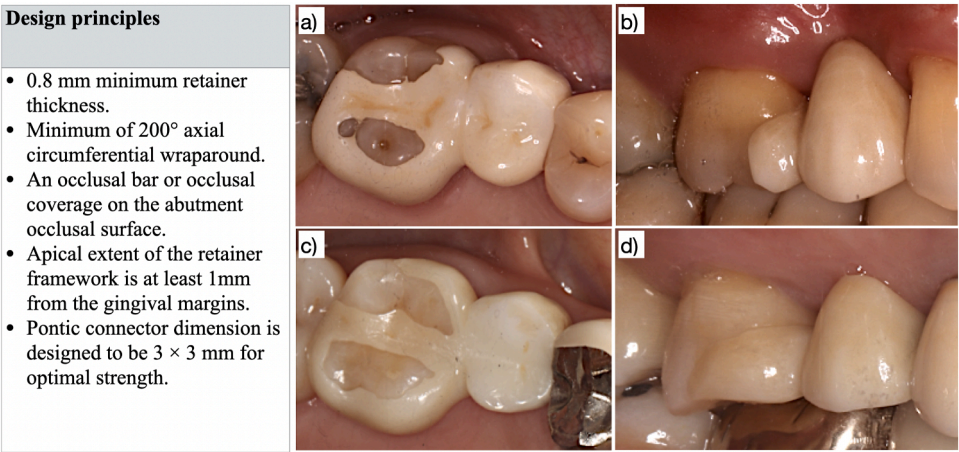 Design principles
• 0.8 mm minimum retainer
thickness.
• Minimum of 200° axial
circumferential wraparound.
• An occlusal bar or occlusal
coverage on the abutment
occlusal surface.
• Apical extent of the retainer
framework is at least 1mm
from the gingival margins.
• Pontic connector dimension is
designed to be 3 × 3 mm for
optimal strength.
a)
b)
c)
d)